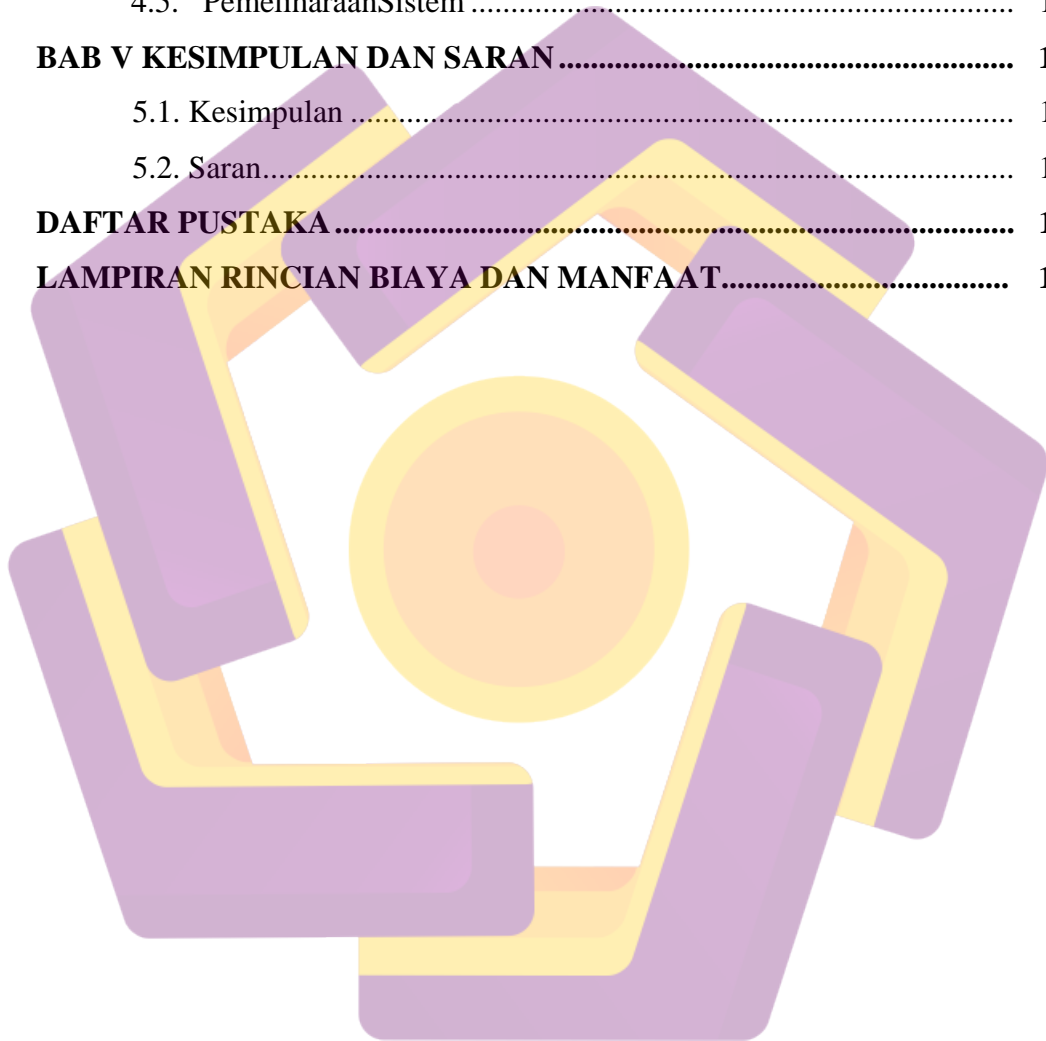 4.5. PemeliharaanSistem ........................................................................ 1
BAB V KESIMPULAN DAN SARAN ......................................................... 1
5.1. Kesimpulan ....................................................................................... 1
5.2. Saran.................................................................................................. 1
DAFTAR PUSTAKA ..................................................................................... 1
LAMPIRAN RINCIAN BIAYA DAN MANFAAT.................................... 1